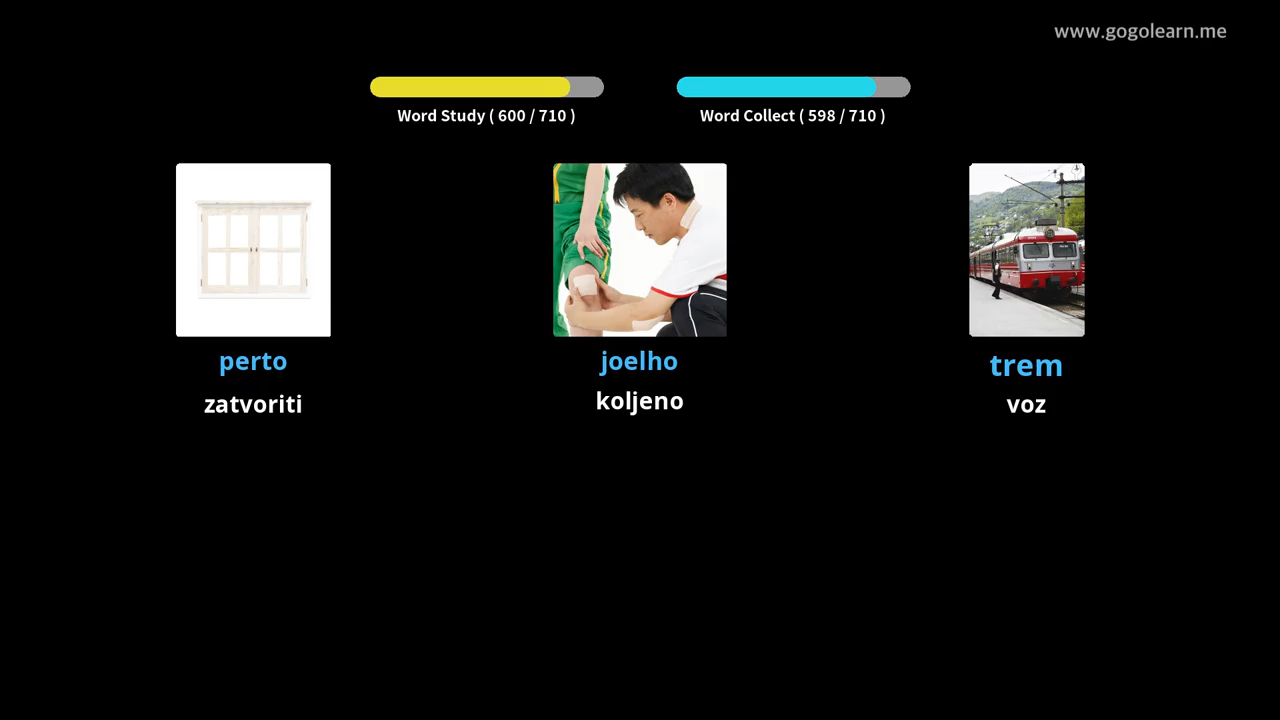 www.gogolearn.me
Word Study ( 600 / 710 )
Word Collect ( 598 / 710 )
perto
joelho
trem
zatvoriti
koljeno
voz